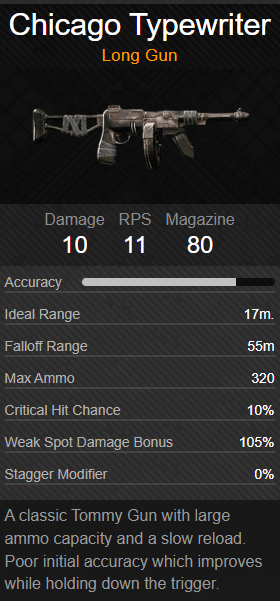 Chicago Typewriter
Long Gun
Damage RPS Magazine
10 11 80
Accuracy
Ideal Range 17m.
Falloff Range 55m
Max Ammo 320
Critical Hit Chance 10%
Weak Spot Damage Bonus 105%
Stagger Modifier 0%
A classic Tommy Gun with large
ammo capacity and a slow reload.
Poor initial accuracy which improves
while holding down the trigger.